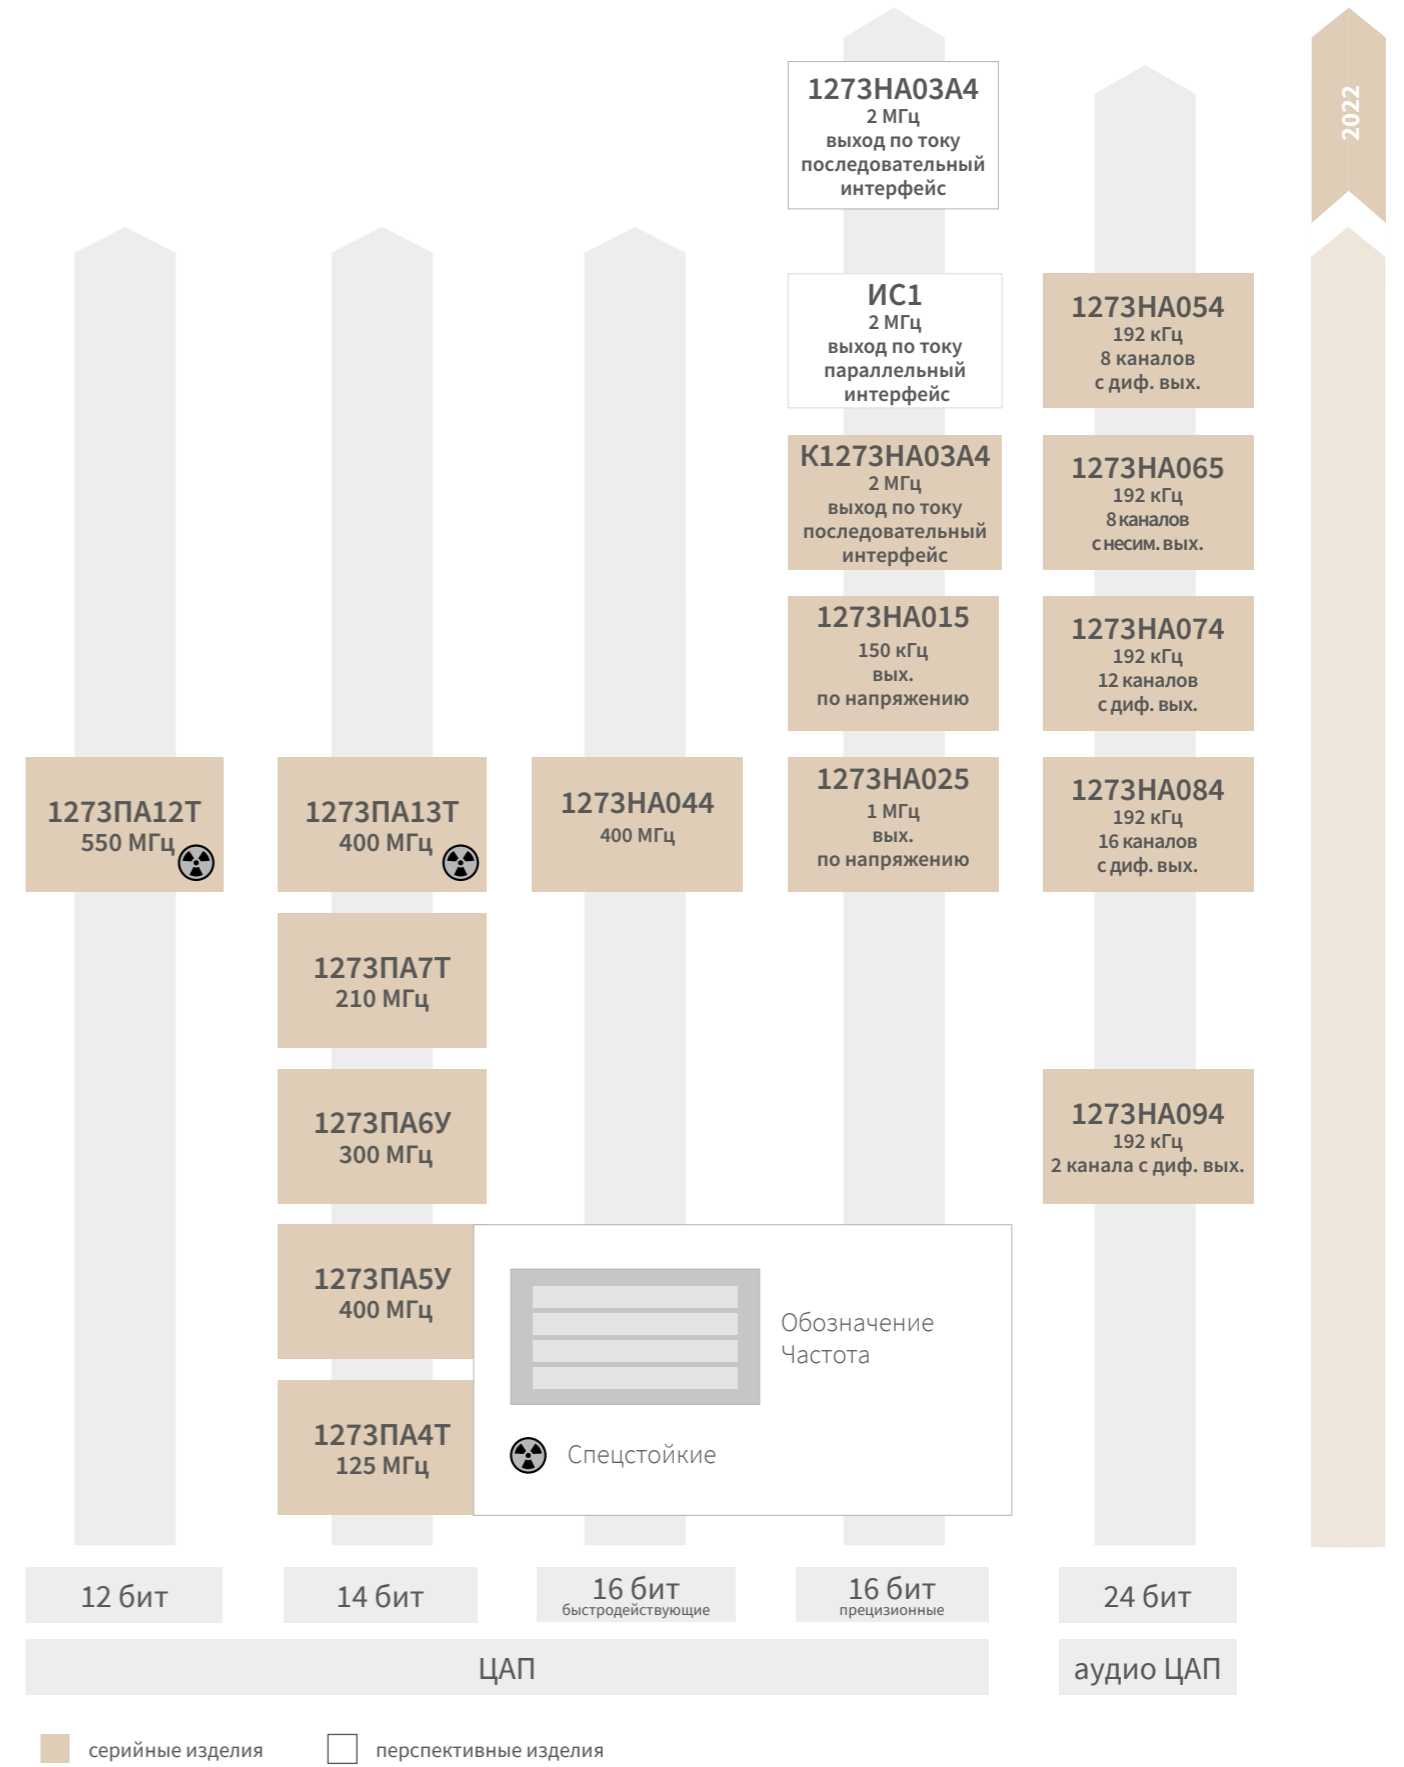 1273НА03А4
2 МГц
выход по току
последовательный
интерфейс
2022
ИС1
2 МГц
выход по току
параллельный
интерфейс
1273НА054
192 кГц
8 каналов
с диф. вых.
К1273НА03А4
2 МГц
выход по току
последовательный
интерфейс
1273НА065
192 кГц
8 каналов
с несим. вых.
1273НА015
150 кГц
вых.
по напряжению
1273НА074
192 кГц
12 каналов
с диф. вых.
1273ПА12Т
550 МГц
1273ПА13Т
400 МГц
1273НА044
400 МГц
1273НА025
1 МГц
вых.
по напряжению
1273НА084
192 кГц
16 каналов
с диф. вых.
1273ПА7Т
210 МГц
1273ПА6У
300 МГц
1273НА094
192 кГц
2 канала с диф. вых.
1273ПА5У
400 МГц
Обозначение
Частота
1273ПА4Т
125 МГц
Спецстойкие
12 бит
14 бит
16 бит
быстродействующие
16 бит
прецизионные
24 бит
ЦАП
аудио ЦАП
серийные изделия
перспективные изделия